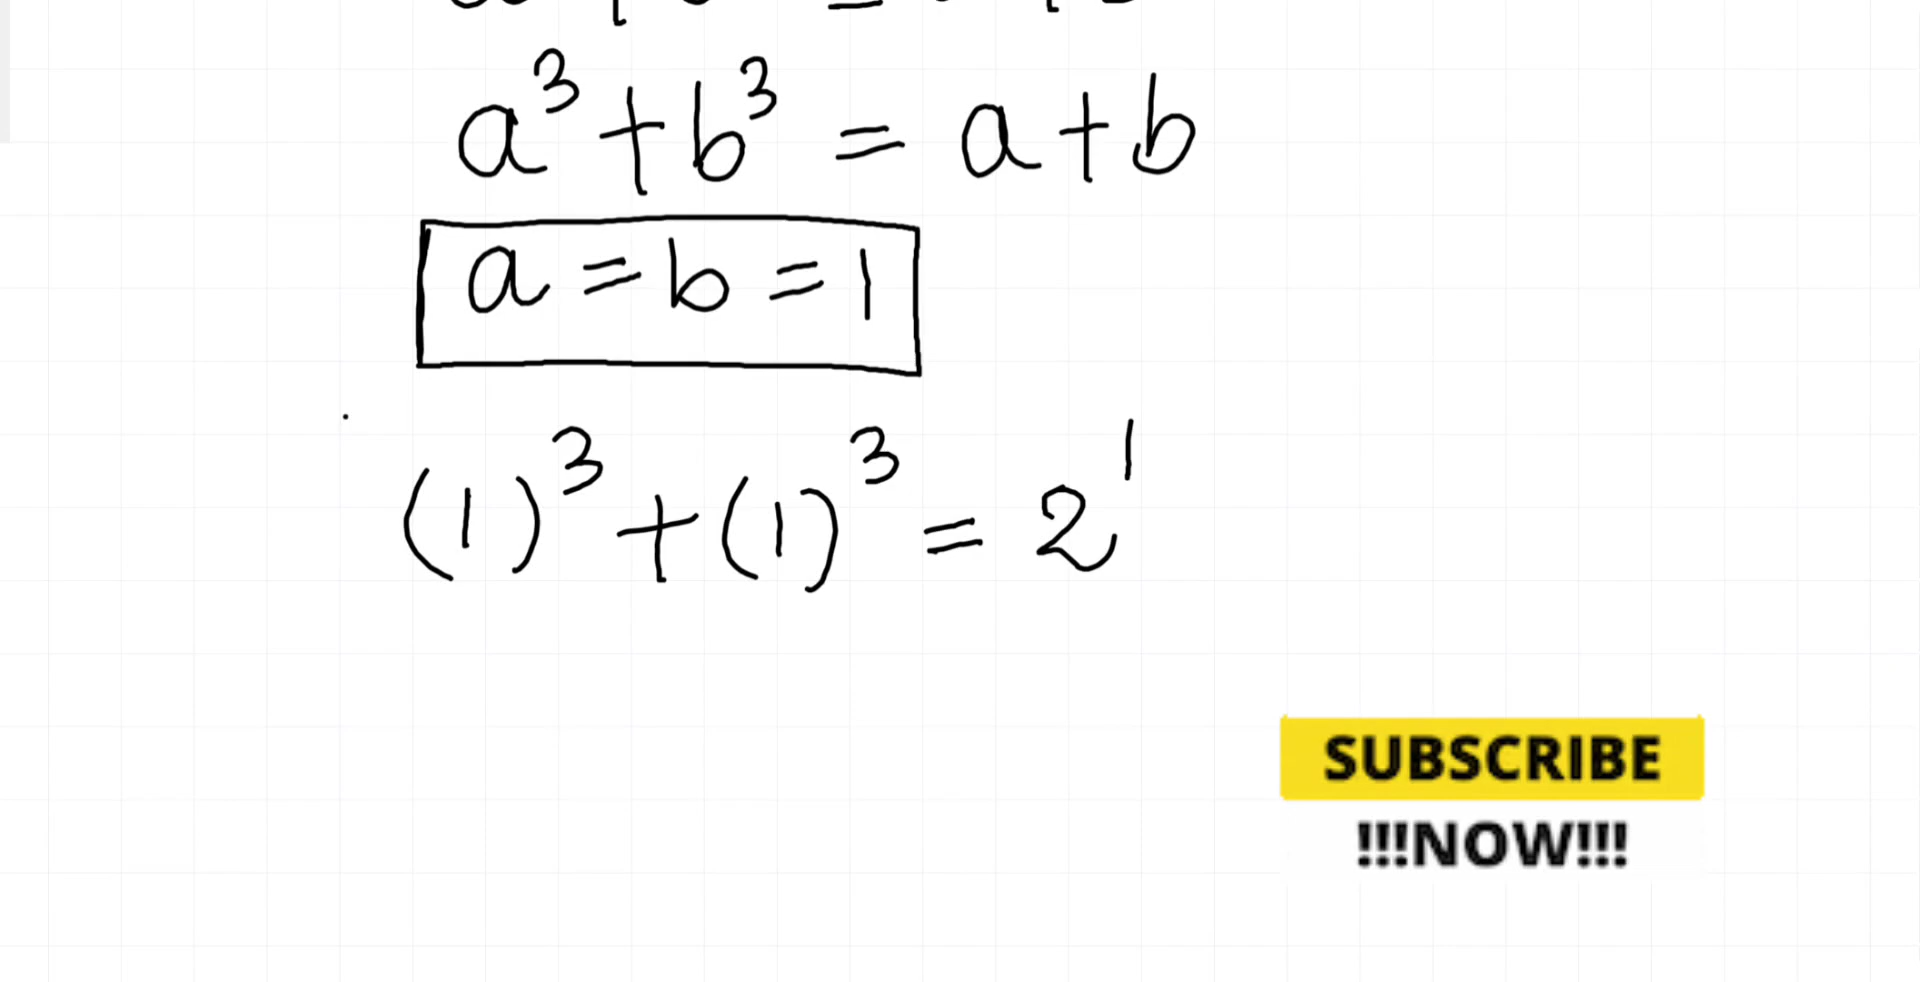 a³+b³ = a+b
a=b=1
(1)³+(1)³ = 2¹
SUBSCRIBE
!!!NOW!!!